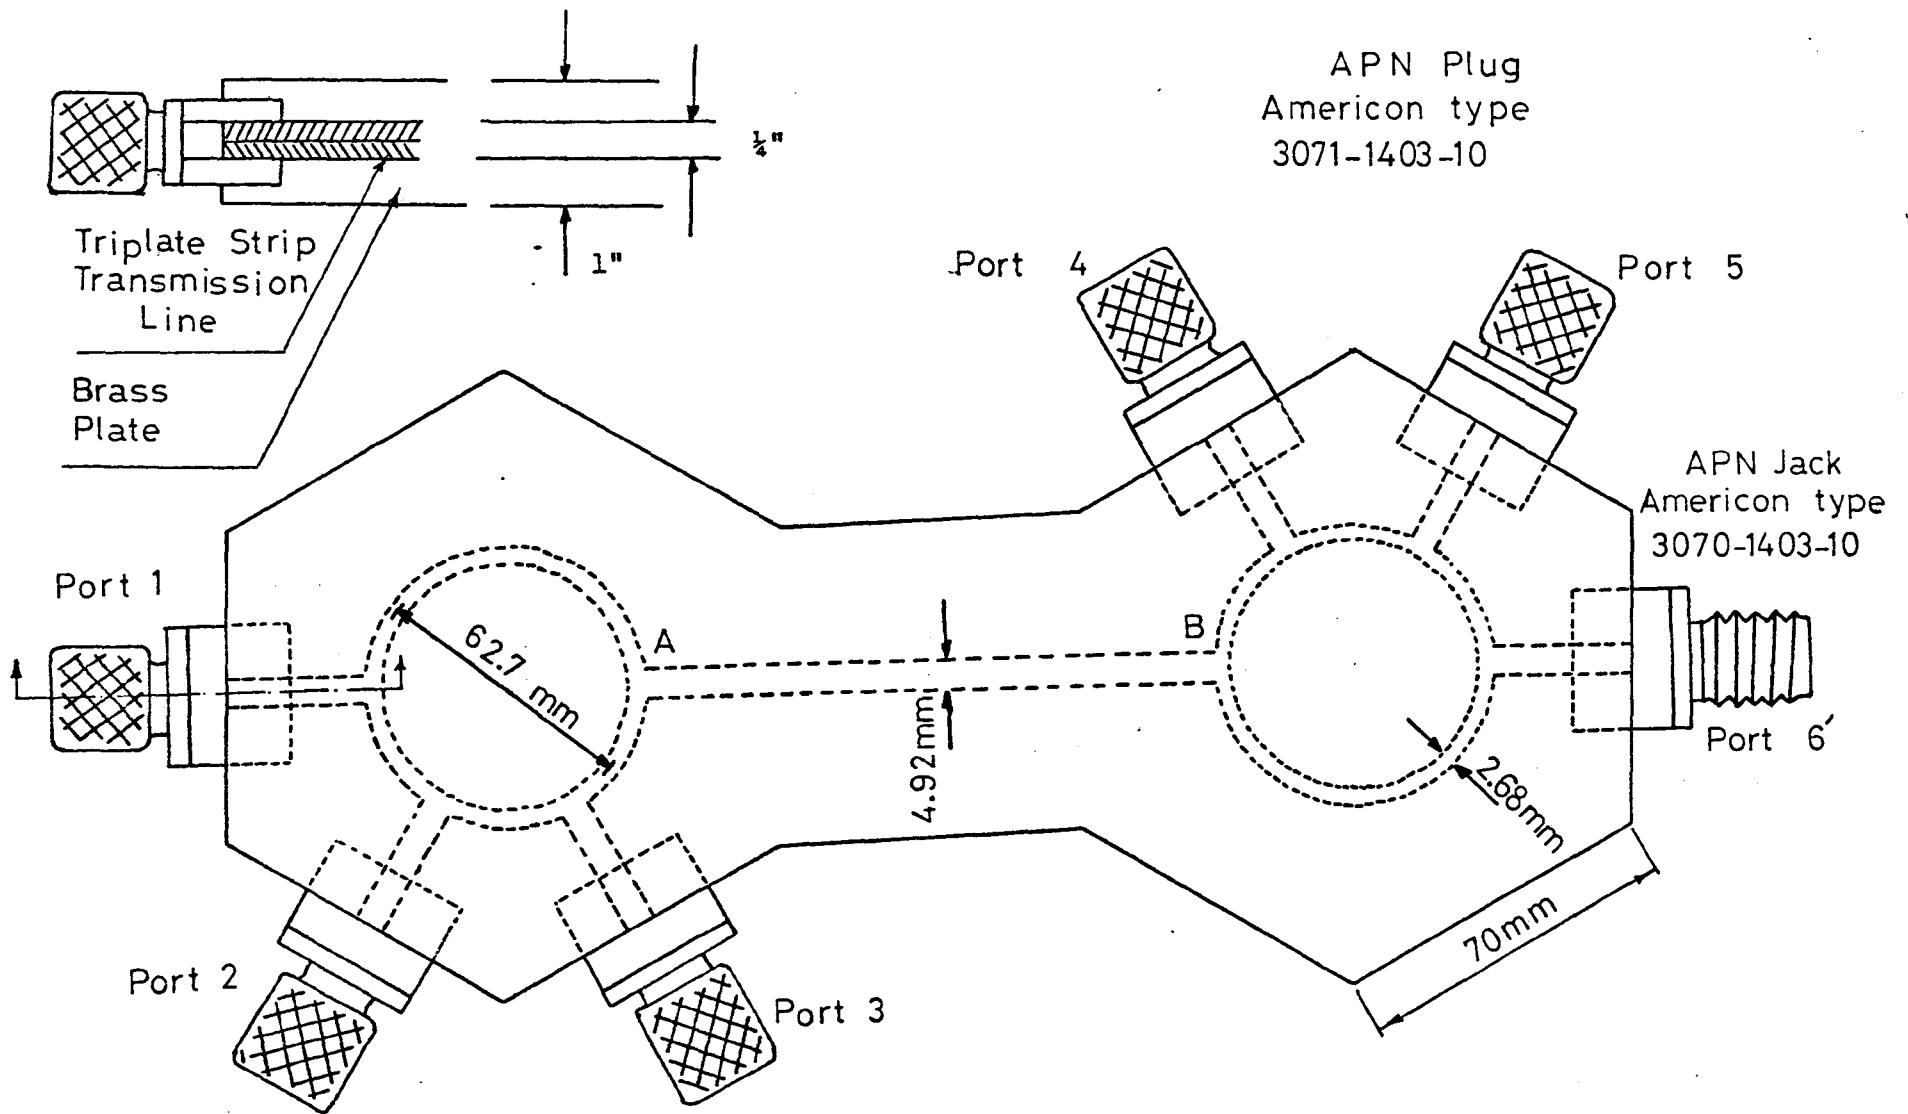 APN Plug
Americon type
3071-1403-10
¼"
1"
Triplate Strip
Transmission
Line
Brass
Plate
Port 4
Port 5
APN Jack
Americon type
3070-1403-10
Port 1
62.7 mm
A
B
4.92mm
Port 6
2.68mm
70mm
Port 2
Port 3